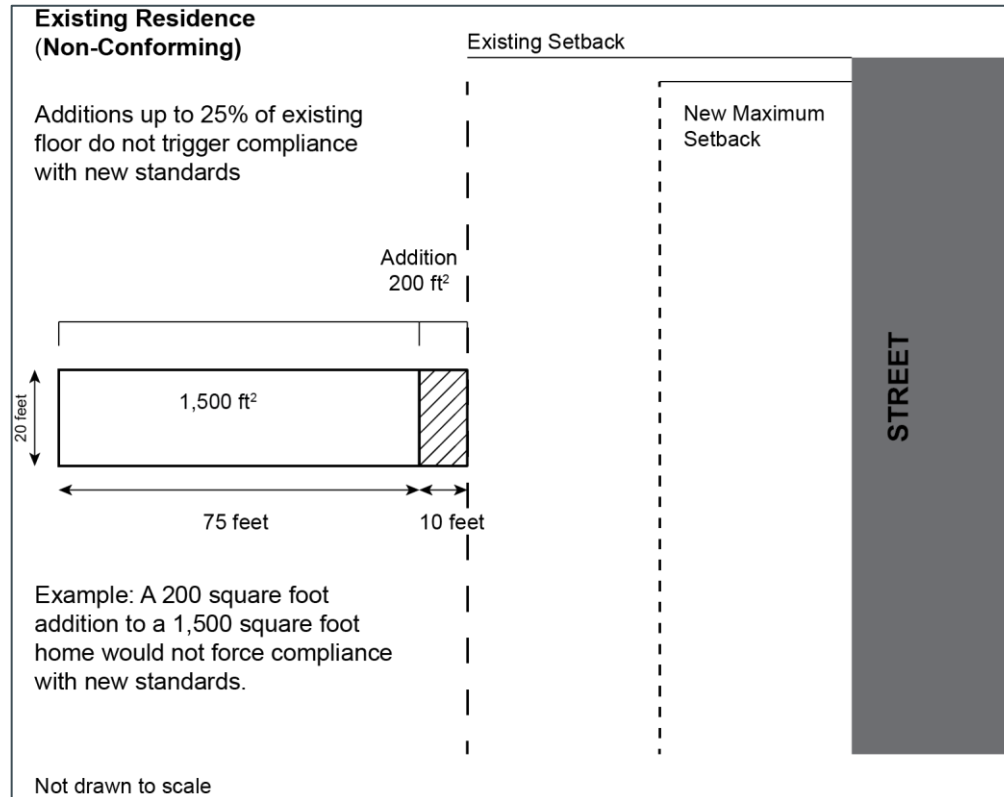 Existing Residence
(Non-Conforming)
Existing Setback
Additions up to 25% of existing
floor do not trigger compliance
with new standards
New Maximum
Setback
Addition
200 ft²
STREET
20 feet
1,500 ft²
75 feet
10 feet
Example: A 200 square foot
addition to a 1,500 square foot
home would not force compliance
with new standards.
Not drawn to scale